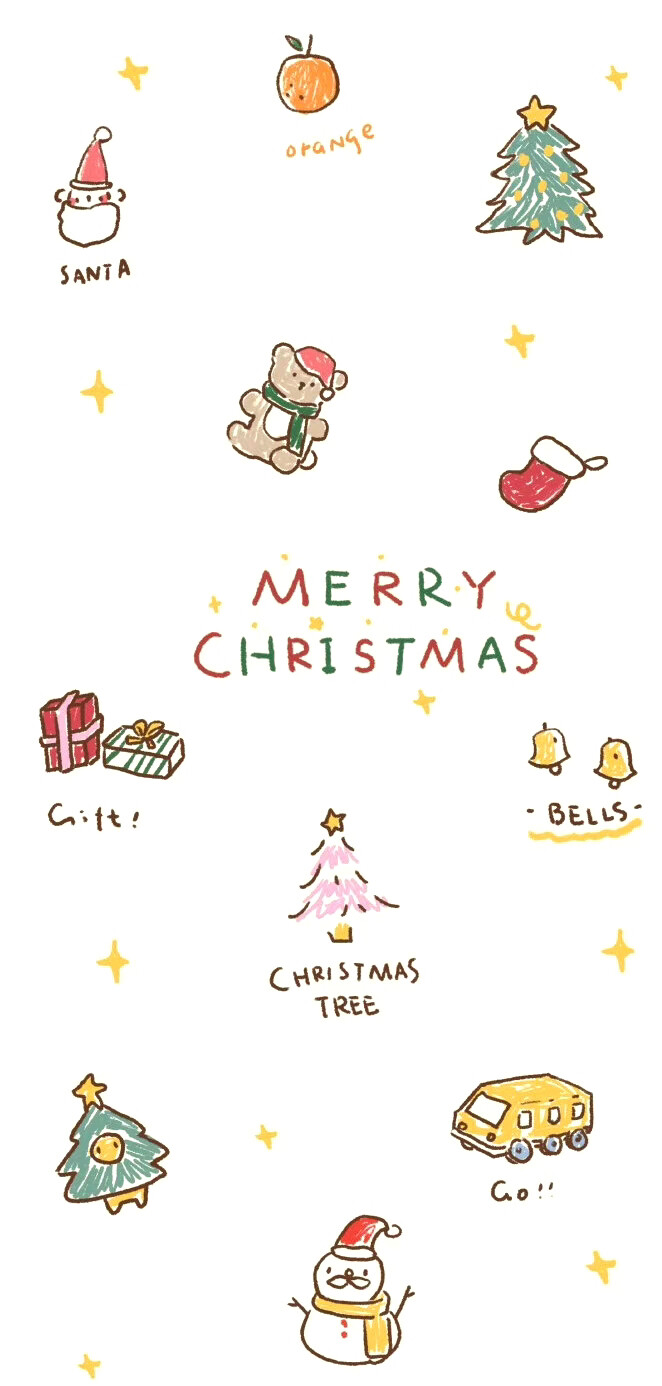 orange
SANTA
MERRY
CHRISTMAS
Gift!
- BELLS -
CHRISTMAS
TREE
Go!!